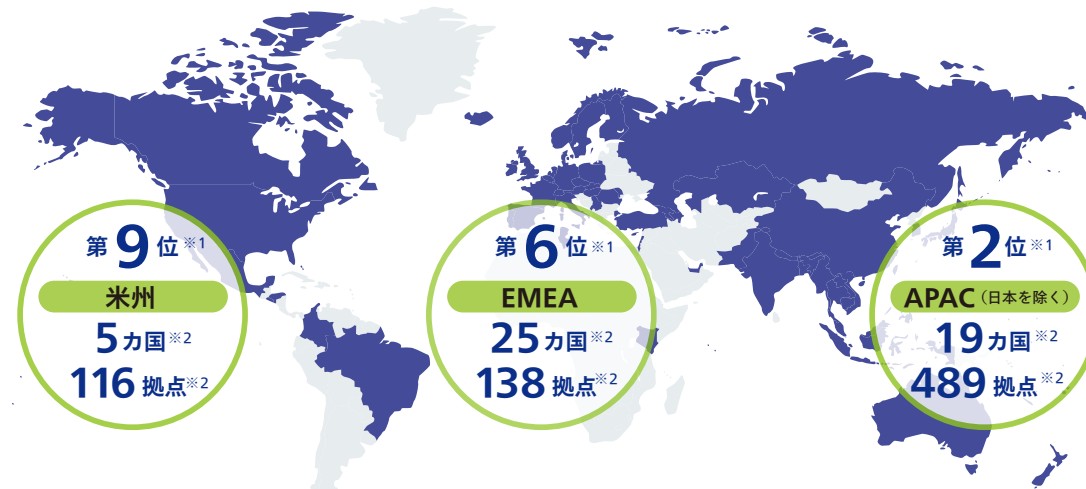 第9位※1
米州
5カ国※2
116拠点※2
第6位※1
EMEA
25カ国※2
138拠点※2
第2位※1
APAC（日本を除く）
19カ国※2
489拠点※2